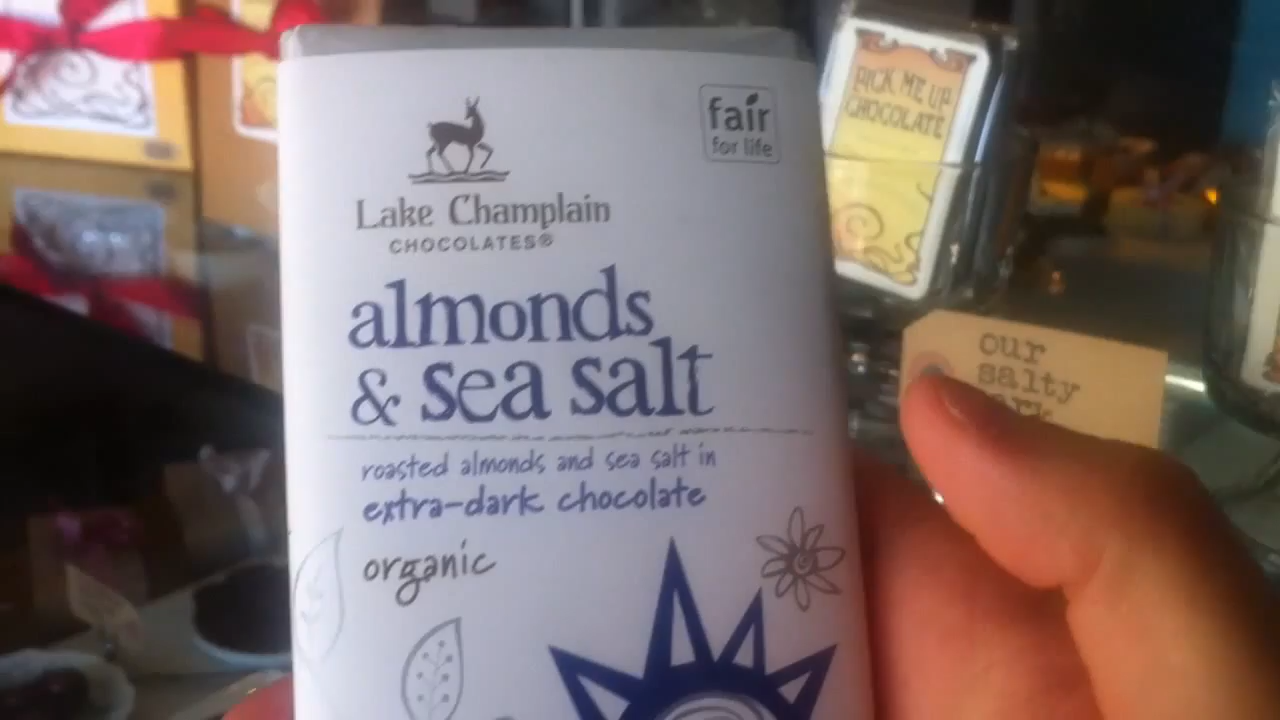 fair
for life
Lake Champlain
CHOCOLATES®
almonds
& sea salt
roasted almonds and sea salt in
extra-dark chocolate
organic
PICK ME UP
CHOCOLATE
our
salty